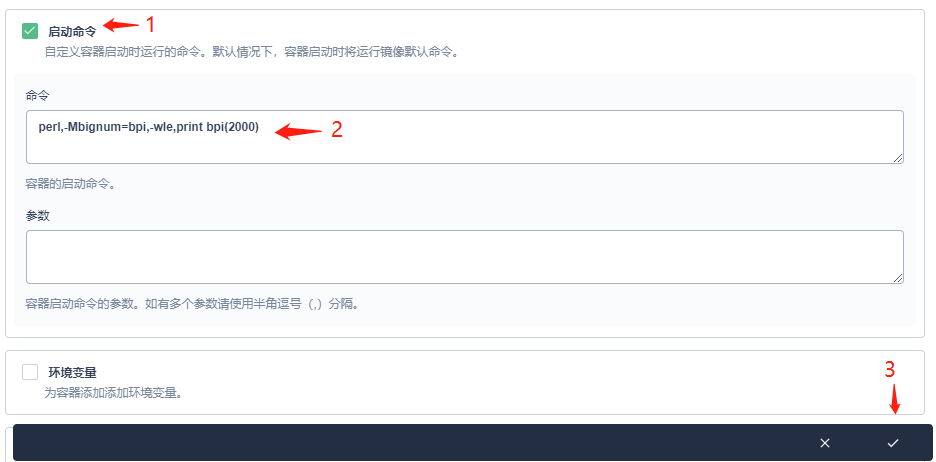 启动命令 1
自定义容器启动时运行的命令。默认情况下，容器启动时将运行镜像默认命令。
命令
perl,-Mbignum=bpi,-wle,print bpi(2000) 2
容器的启动命令。
参数
容器启动命令的参数。如有多个参数请使用半角逗号（,）分隔。
环境变量
为容器添加添加环境变量。
3